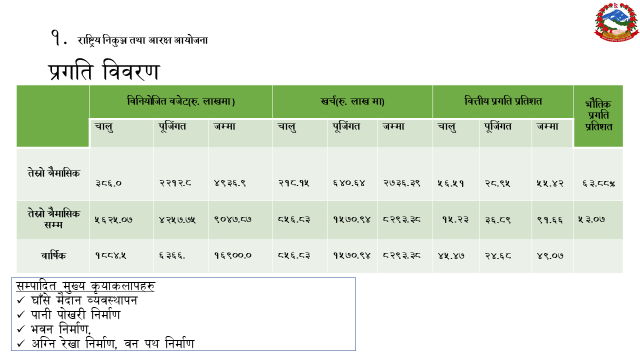 १. राष्ट्रिय निकुञ्ज तथा आरक्ष आयोजना
प्रगति विवरण
विनियोजित बजेट(रु. लाखमा) खर्च(रु. लाख मा) वित्तीय प्रगति प्रतिशत भौतिक प्रगति प्रतिशत
चालु पूजिंगत जम्मा चालु पूजिंगत जम्मा चालु पूजिंगत जम्मा
तेस्रो त्रैमासिक ३८६.० २२१२.८ ४९३६.९ २१८.१५ ६४०.६४ २७३६.३९ ५६.५१ २८.९५ ५५.४२ ६३.८८%
तेस्रो त्रैमासिक सम्म ५६२५.०७ ४२५७.७५ ९०४७.८७ ८५६.८३ १५७०.९४ ८२९३.३८ १५.२३ ३६.८९ ९१.६६ ५३.०७
वार्षिक १८८४.५ ६३६६. १६९००.० ८५६.८३ १५७०.९४ ८२९३.३८ ४५.४७ २४.६८ ४९.०७
सम्पादित मुख्य कृयाकलापहरु
✓ घाँसे मैदान व्यवस्थापन
✓ पानी पोखरी निर्माण
✓ भवन निर्माण,
✓ अग्नि रेखा निर्माण, वन पथ निर्माण